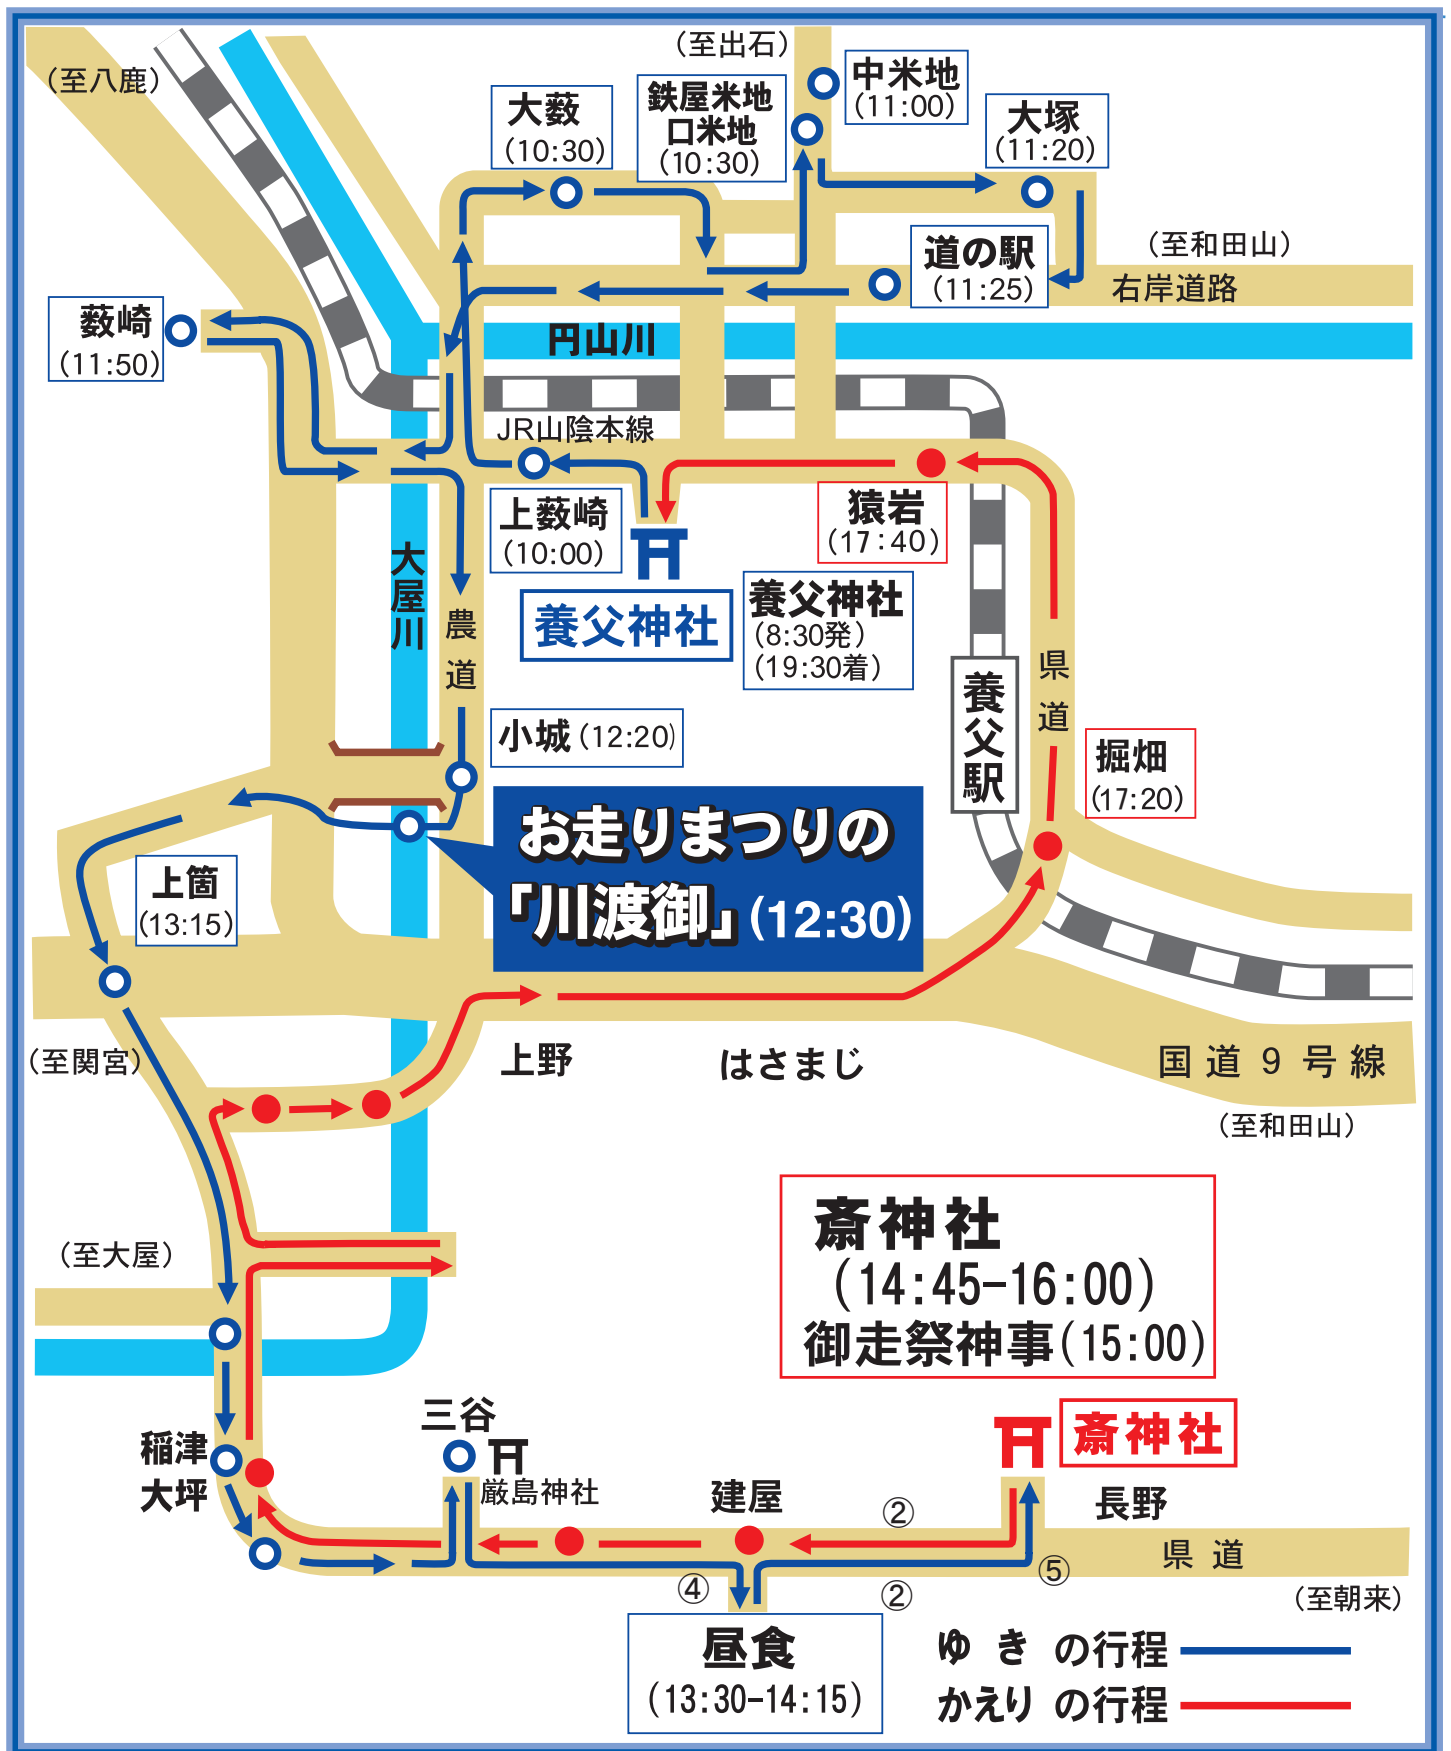 (至出石)
(至八鹿)
中米地
(11:00)
鉄屋米地
口米地
(10:30)
大薮
(10:30)
大塚
(11:20)
道の駅
(11:25)
(至和田山)
右岸道路
薮崎
(11:50)
円山川
JR山陰本線
上薮崎
(10:00)
猿岩
(17:40)
養父神社
養父神社
(8:30発)
(19:30着)
大屋川
農道
県道
養父駅
小城(12:20)
掘畑
(17:20)
お走りまつりの
「川渡御」(12:30)
上箇
(13:15)
(至関宮)
上野
はさまじ
国道9号線
(至和田山)
(至大屋)
斎神社
(14:45-16:00)
御走祭神事(15:00)
三谷
厳島神社
稲津
大坪
建屋
斎神社
長野
②
県道
④
②
⑤
(至朝来)
昼食
(13:30-14:15)
ゆきの行程
かえりの行程